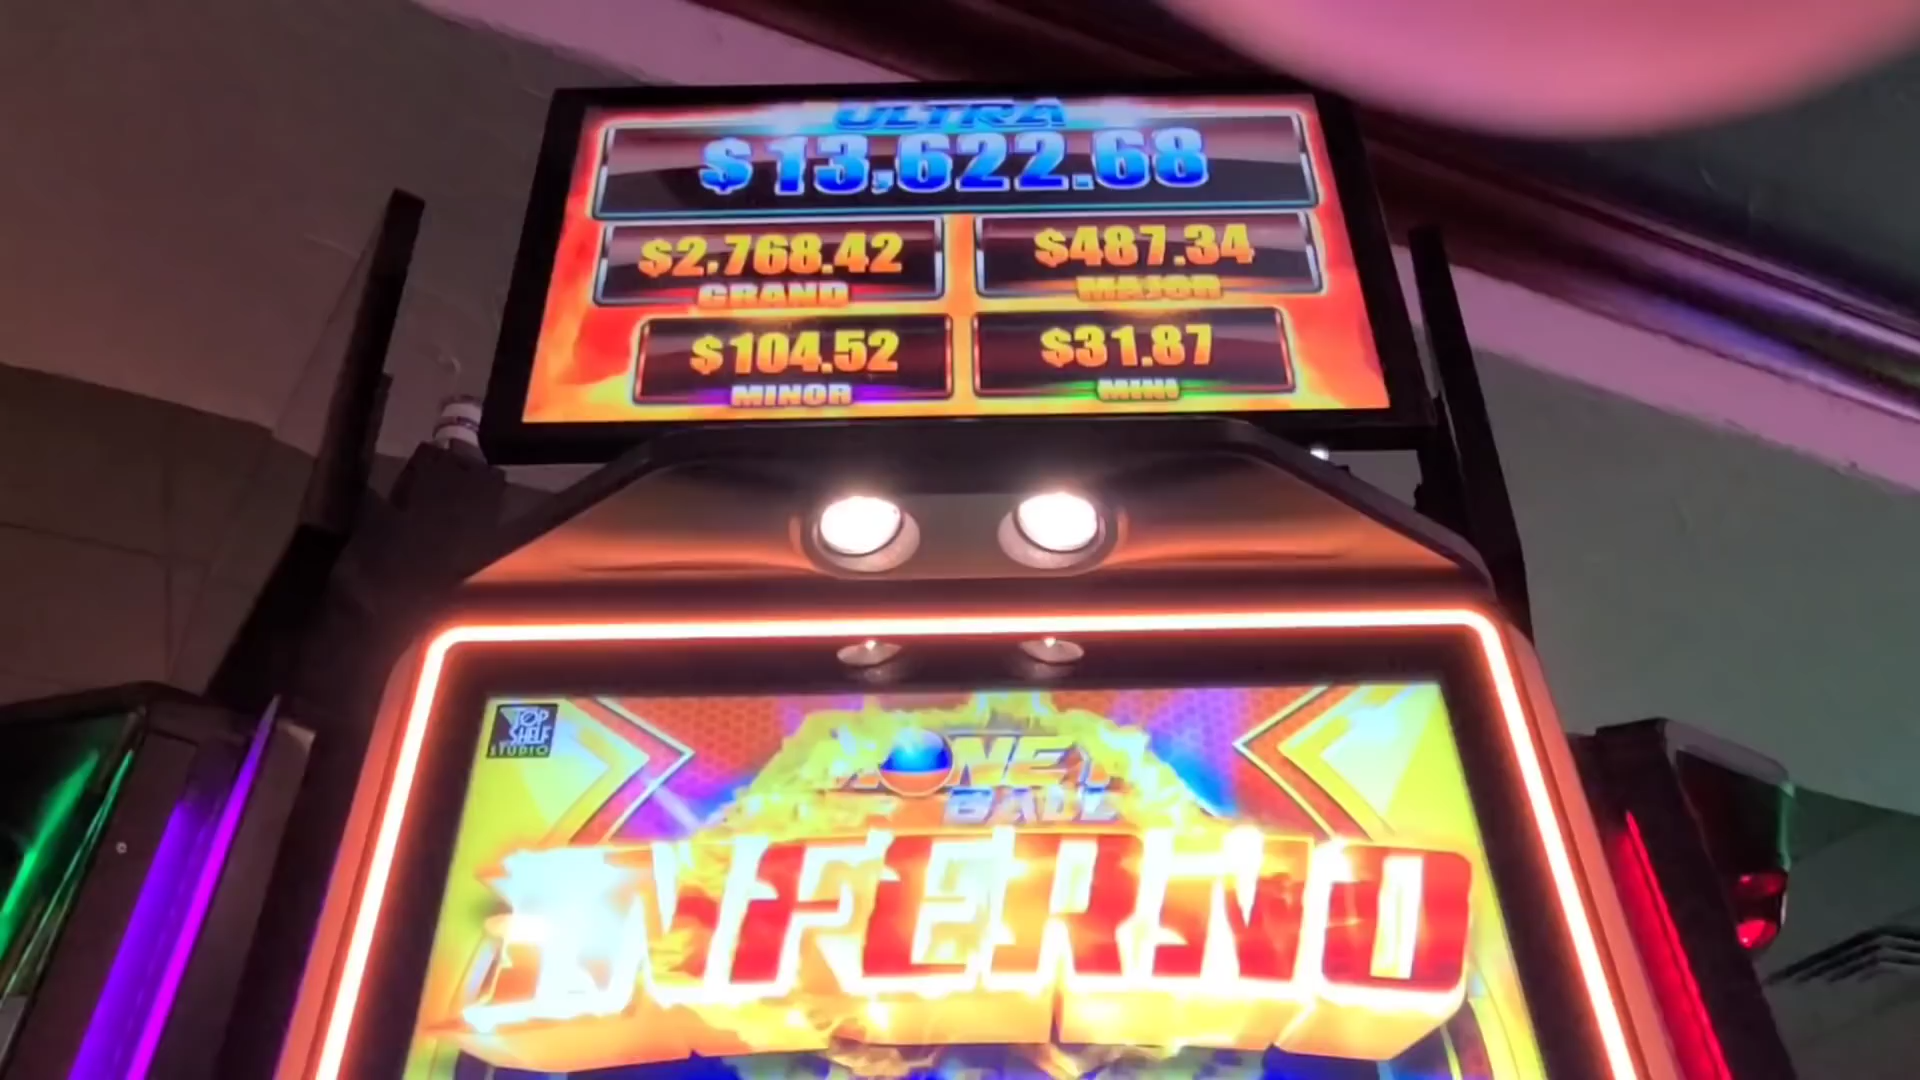 ULTRA
$13,622.68
$2,768.42
GRAND
$487.34
MAJOR
$104.52
MINOR
$31.87
MINI
TOP
SHELF
STUDIO
MONEY
BALL
INFERNO